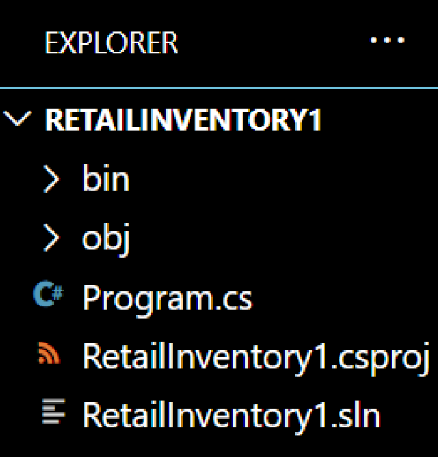 EXPLORER ...
RETAILINVENTORY1
bin
obj
C# Program.cs
RetailInventory1.csproj
RetailInventory1.sln